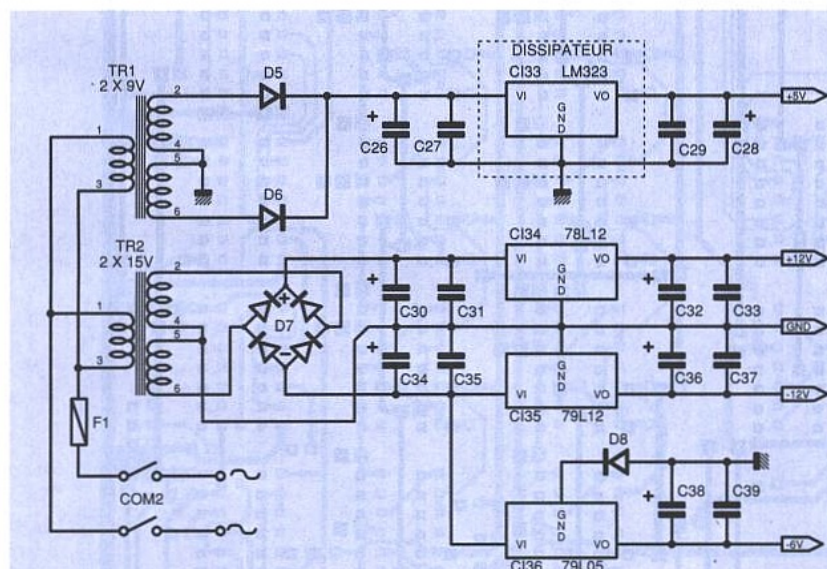 DISSIPATEUR
TR1
2 X 9V
D5
CI33 LM323
VI GND VO
+5V
1
2
3
4
5
6
+
C26
C27
C29
+
C28
D6
TR2
2 X 15V
CI34 78L12
VI GND VO
+12V
1
2
3
4
5
6
+
-
D7
+
C30
C31
+
C32
C33
GND
+
C34
C35
+
C36
C37
VI GND VO
-12V
CI35 79L12
F1
D8
COM2
+
C38
C39
VI GND VO
-6V
CI36 79L05